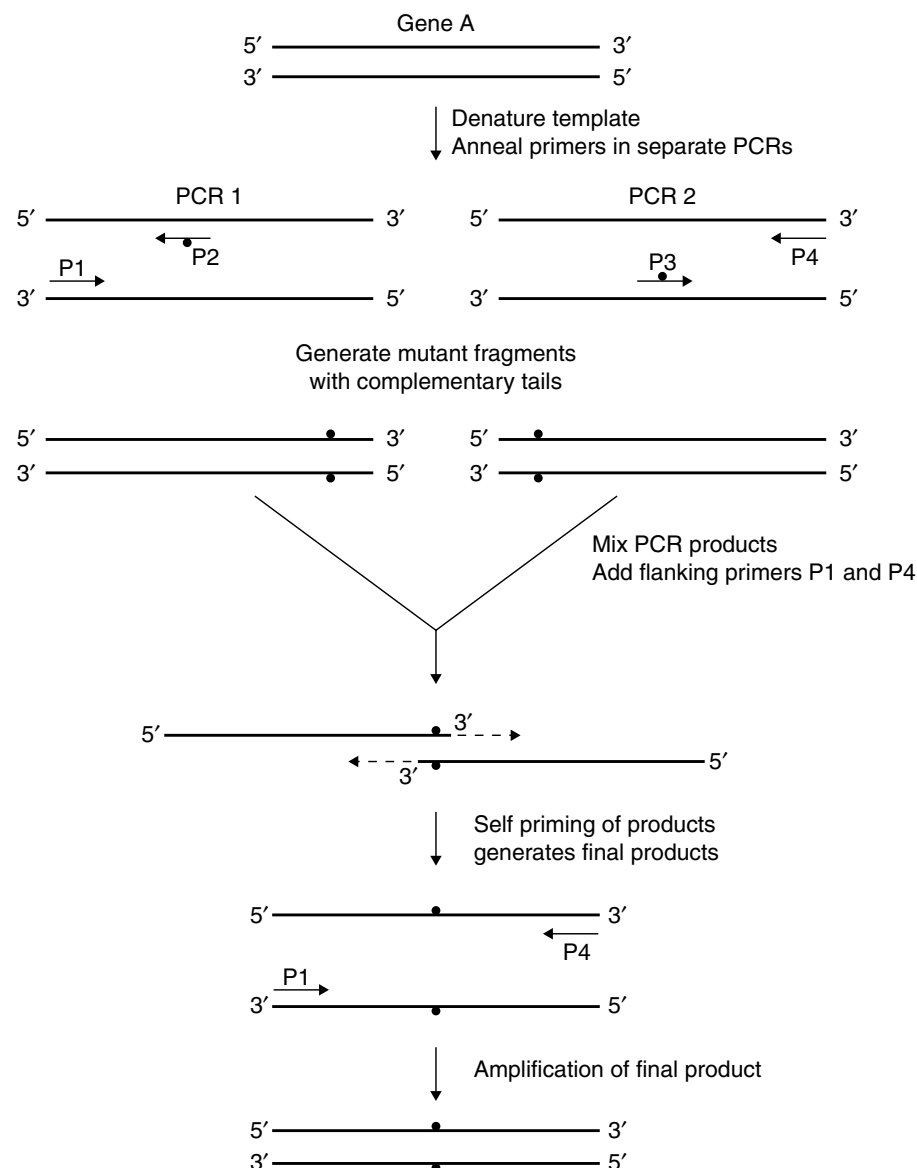 Gene A
5′ 3′
3′ 5′
Denature template
Anneal primers in separate PCRs
PCR 1 PCR 2
5′ 3′ 5′ 3′
P2 P4
P1 P3
3′ 5′ 3′ 5′
Generate mutant fragments
with complementary tails
5′ 3′ 5′ 3′
3′ 5′ 3′ 5′
Mix PCR products
Add flanking primers P1 and P4
5′ 3′
3′ 5′
Self priming of products
generates final products
5′ 3′
P4
P1
3′ 5′
Amplification of final product
5′ 3′
3′ 5′